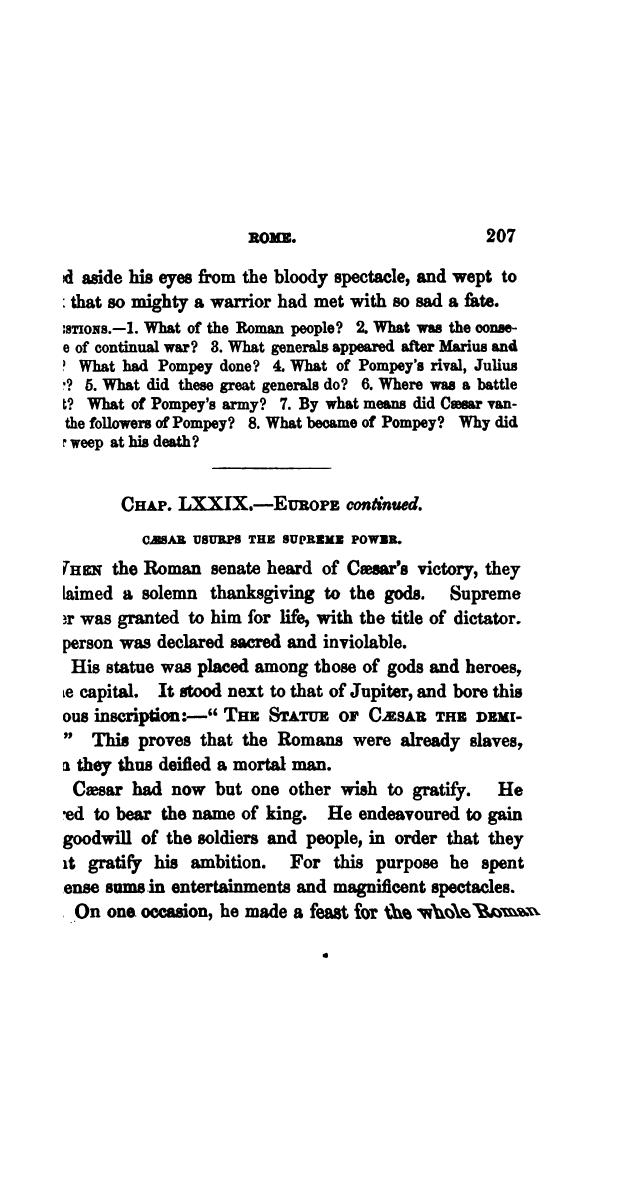 ROME. 207
d aside his eyes from the bloody spectacle, and wept to
: that so mighty a warrior had met with so sad a fate.
STIONS.—1. What of the Roman people? 2. What was the conse-
e of continual war? 3. What generals appeared after Marius and
? What had Pompey done? 4. What of Pompey's rival, Julius
r? 5. What did these great generals do? 6. Where was a battle
t? What of Pompey's army? 7. By what means did Cæsar van-
the followers of Pompey? 8. What became of Pompey? Why did
r weep at his death?
CHAP. LXXIX.—EUROPE continued.
CÆSAR USURPS THE SUPREME POWER.
HEN the Roman senate heard of Cæsar's victory, they
laimed a solemn thanksgiving to the gods. Supreme
er was granted to him for life, with the title of dictator.
person was declared sacred and inviolable.
His statue was placed among those of gods and heroes,
e capital. It stood next to that of Jupiter, and bore this
ous inscription:—“ THE STATUE OF CÆSAR THE DEMI-
” This proves that the Romans were already slaves,
n they thus deified a mortal man.
Cæsar had now but one other wish to gratify. He
red to bear the name of king. He endeavoured to gain
goodwill of the soldiers and people, in order that they
it gratify his ambition. For this purpose he spent
ense sums in entertainments and magnificent spectacles.
On one occasion, he made a feast for the whole Roman